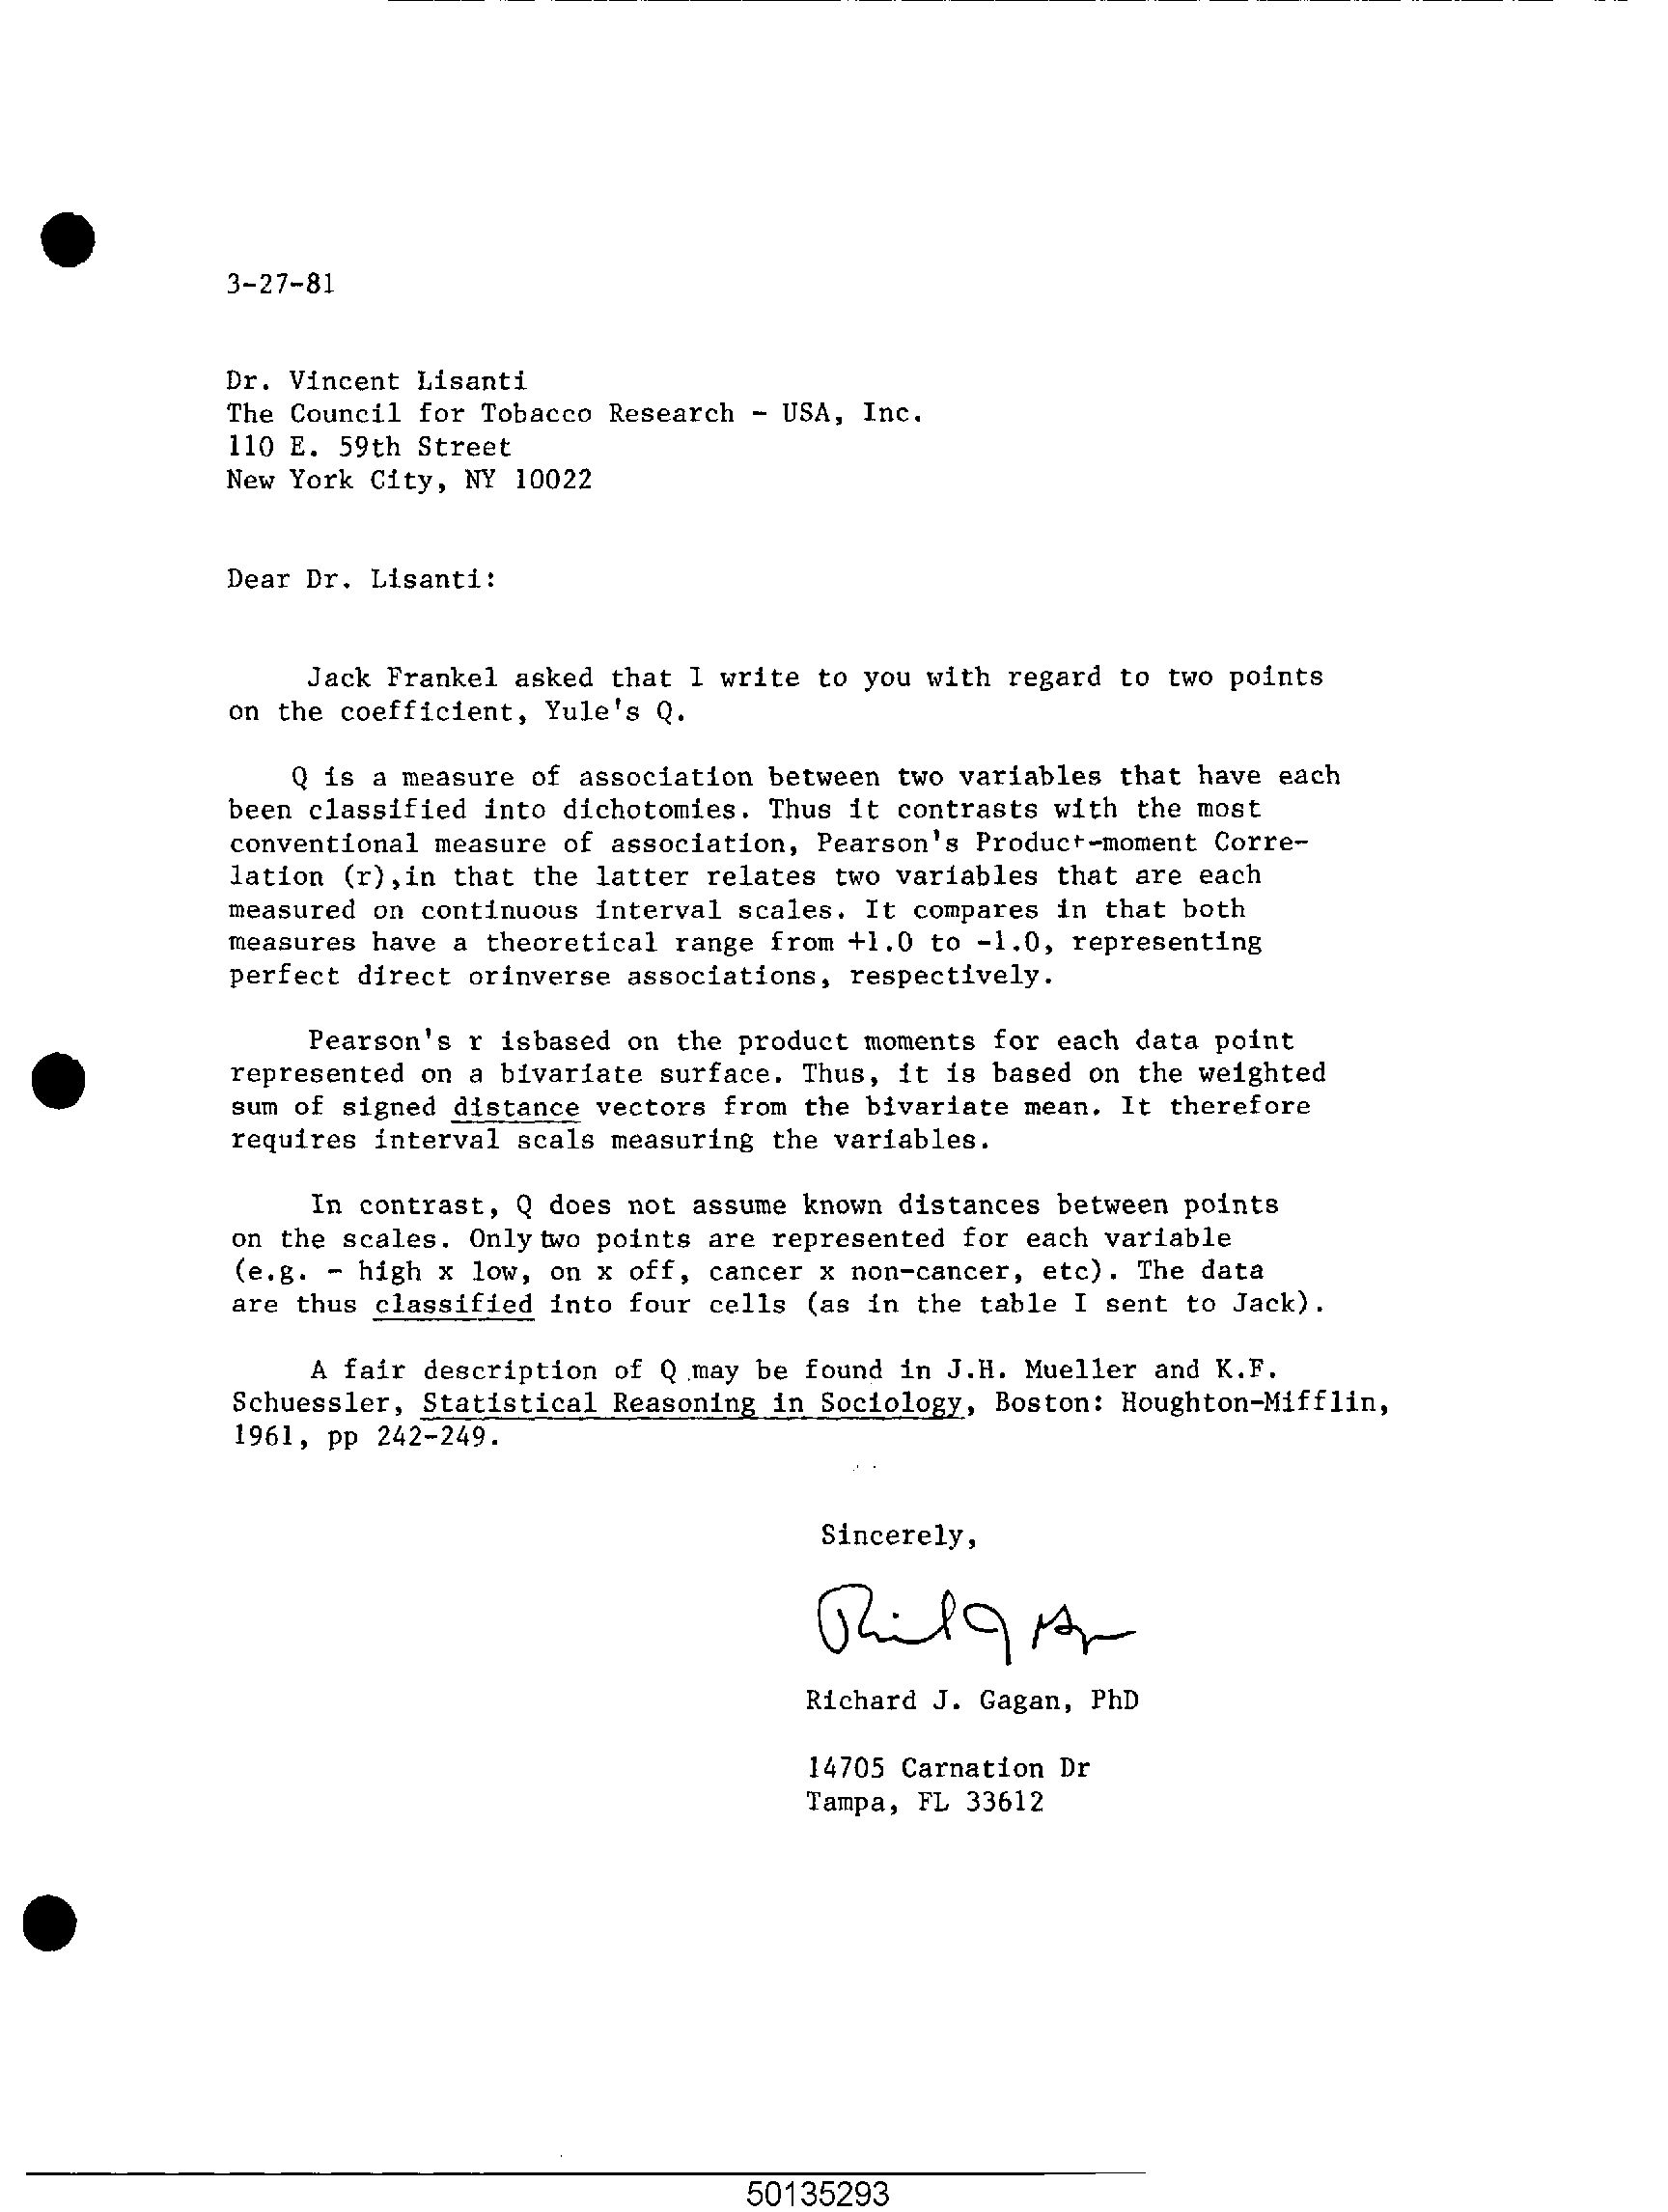 3-27-81
Dr. Vincent Lisanti
The Council for Tobacco Research - USA, Inc.
110 E. 59th Street
New York City, NY 10022
Dear Dr. Lisanti:
Jack Frankel asked that I write to you with regard to two points
on the coefficient, Yule's Q.
Q is a measure of association between two variables that have each
been classified into dichotomies. Thus it contrasts with the most
conventional measure of association, Pearson's Product-moment Corre-
lation (r),in that the latter relates two variables that are each
measured on continuous interval scales. It compares in that both
measures have a theoretical range from +1.0 to -1.0, representing
perfect direct orinverse associations, respectively.
Pearson's r isbased on the product moments for each data point
represented on a bivariate surface. Thus, it is based on the weighted
sum of signed distance vectors from the bivariate mean. It therefore
requires interval scals measuring the variables.
In contrast, Q does not assume known distances between points
on the scales. Only two points are represented for each variable
(e.g. - high x low, on x off, cancer x non-cancer, etc). The data
are thus classified into four cells (as in the table I sent to Jack).
A fair description of Q may be found in J.H. Mueller and K.F.
Schuessler, Statistical Reasoning in Sociology, Boston: Houghton-Mifflin,
1961, pp 242-249.
Sincerely,
Richard J. Gagan, PhD
14705 Carnation Dr
Tampa, FL 33612
50135293